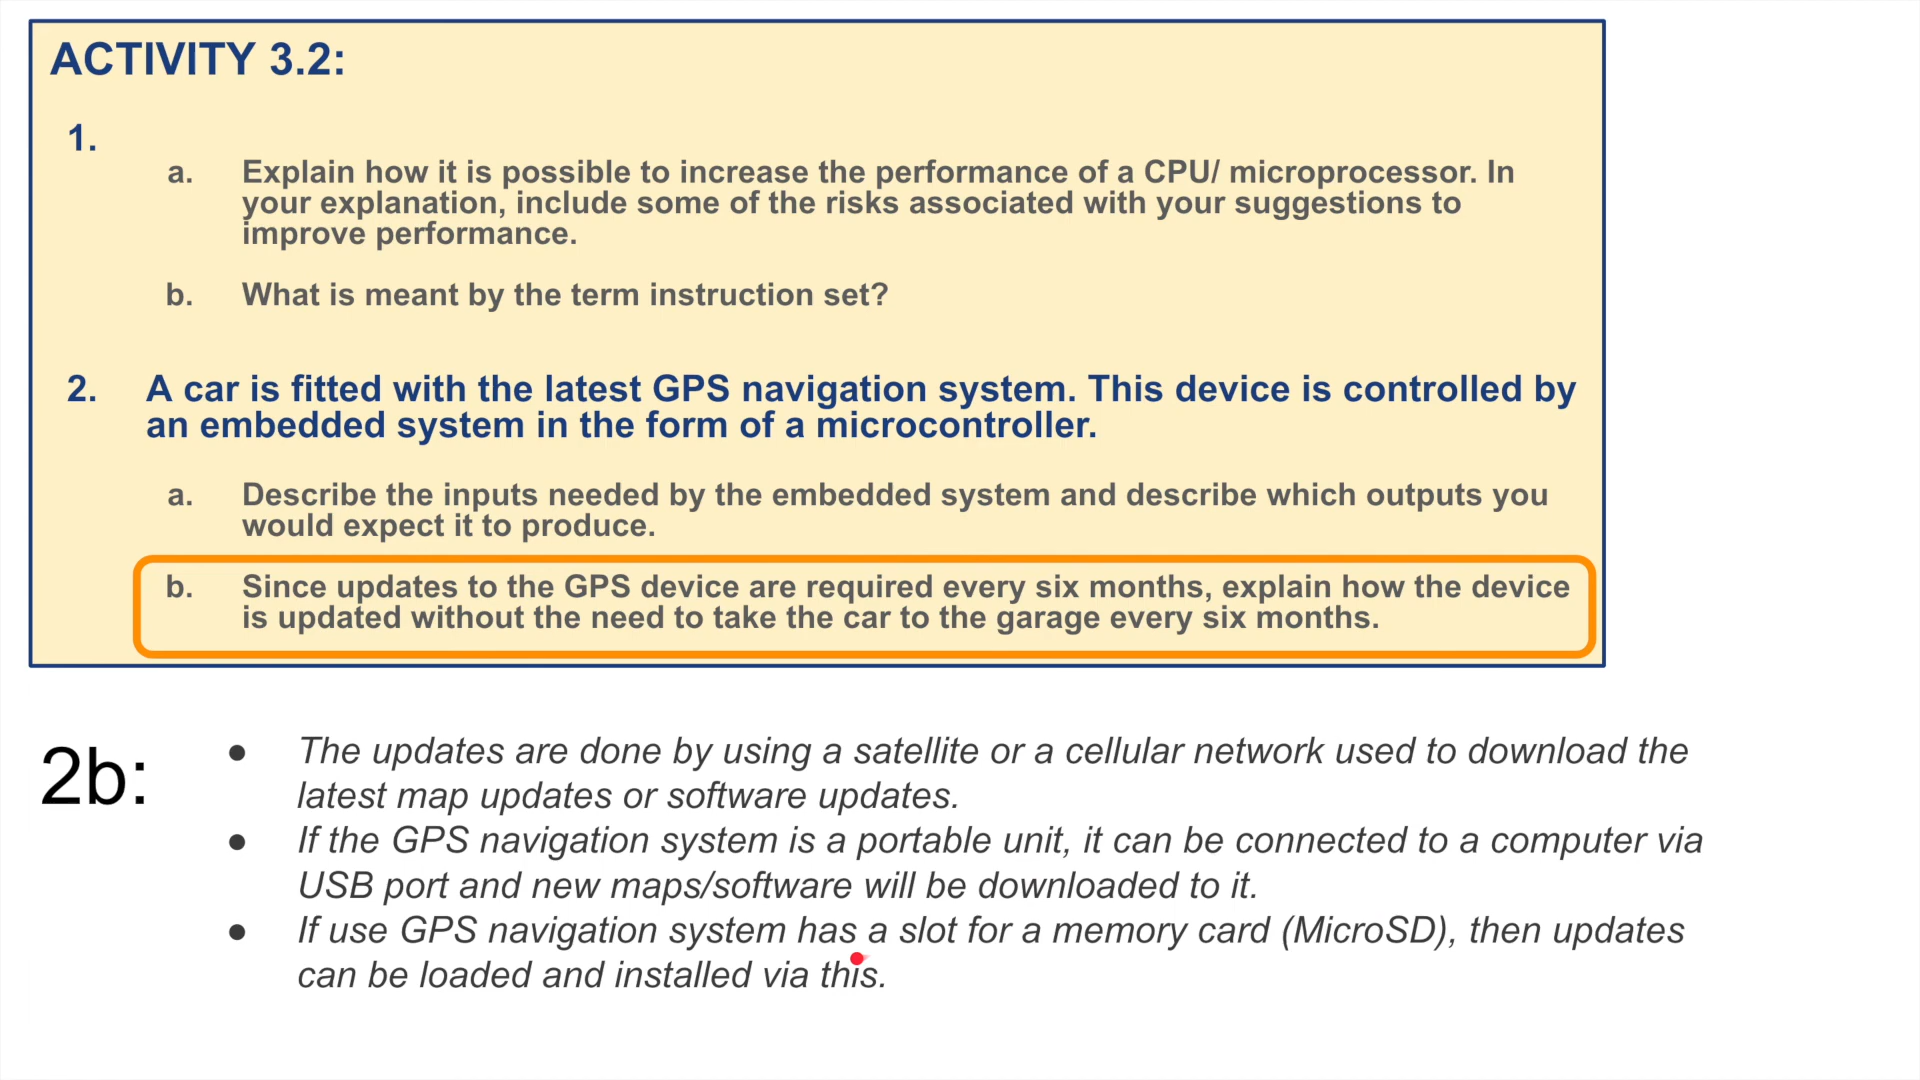 ACTIVITY 3.2:
1.
a. Explain how it is possible to increase the performance of a CPU/ microprocessor. In
your explanation, include some of the risks associated with your suggestions to
improve performance.
b. What is meant by the term instruction set?
2. A car is fitted with the latest GPS navigation system. This device is controlled by
an embedded system in the form of a microcontroller.
a. Describe the inputs needed by the embedded system and describe which outputs you
would expect it to produce.
b. Since updates to the GPS device are required every six months, explain how the device
is updated without the need to take the car to the garage every six months.
2b:
● The updates are done by using a satellite or a cellular network used to download the
latest map updates or software updates.
● If the GPS navigation system is a portable unit, it can be connected to a computer via
USB port and new maps/software will be downloaded to it.
● If use GPS navigation system has a slot for a memory card (MicroSD), then updates
can be loaded and installed via this.